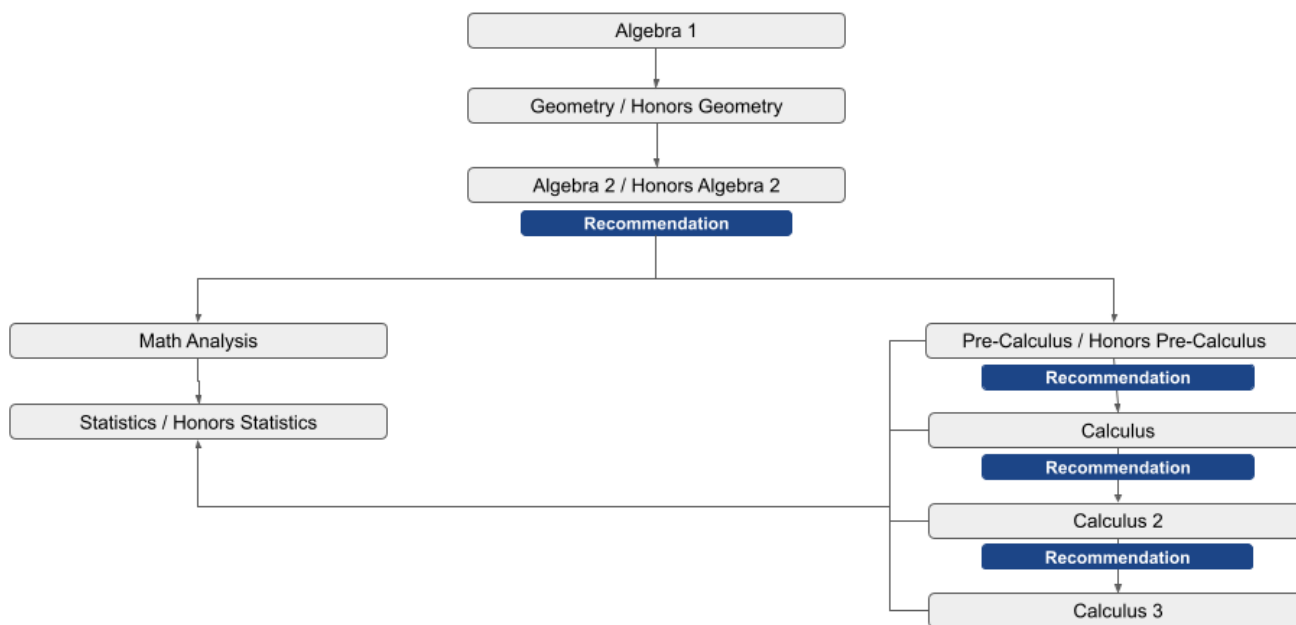 Algebra 1
Geometry / Honors Geometry
Algebra 2 / Honors Algebra 2
Recommendation
Math Analysis
Pre-Calculus / Honors Pre-Calculus
Recommendation
Statistics / Honors Statistics
Calculus
Recommendation
Calculus 2
Recommendation
Calculus 3